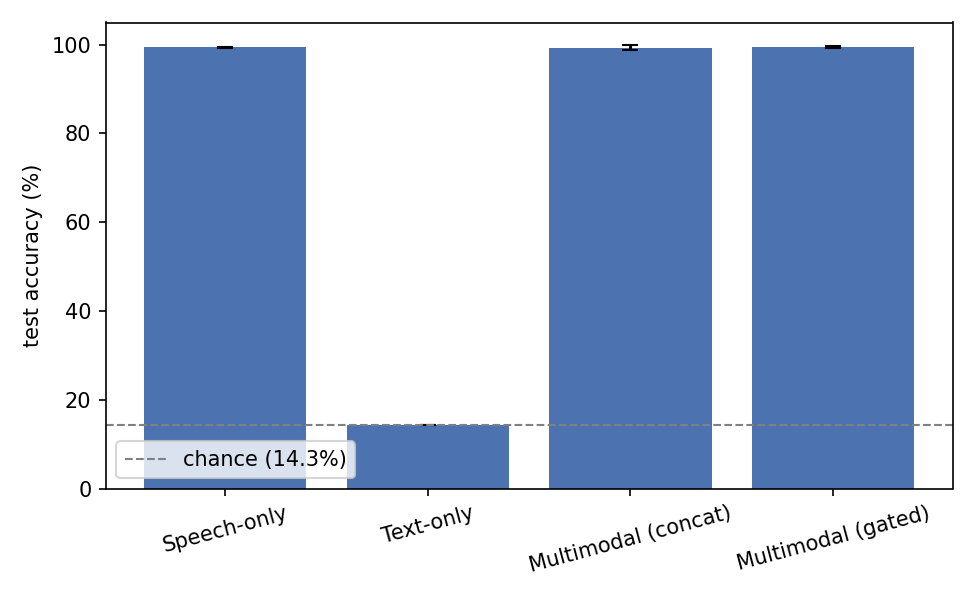 100
80
60
40
20
0
test accuracy (%)
chance (14.3%)
Speech-only
Text-only
Multimodal (concat)
Multimodal (gated)